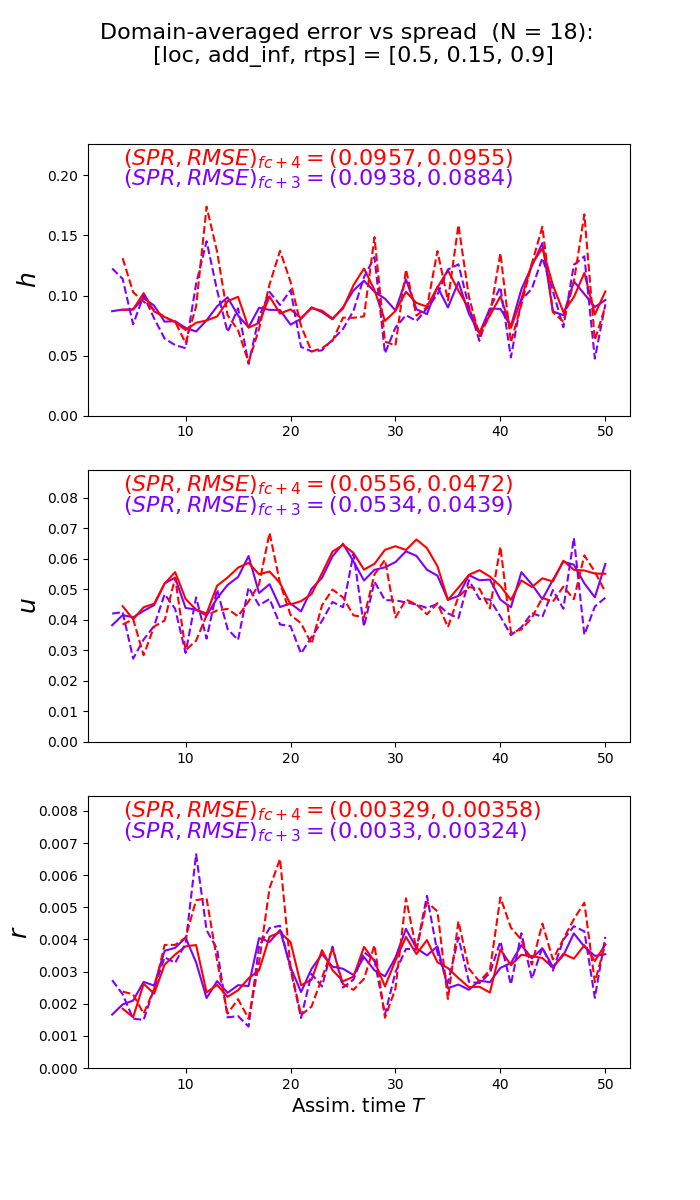 Domain-averaged error vs spread (N = 18):
[loc, add_inf, rtps] = [0.5, 0.15, 0.9]
(SPR, RMSE)fc+4 = (0.0957, 0.0955)
(SPR, RMSE)fc+3 = (0.0938, 0.0884)
0.20
0.15
0.10
0.05
0.00
h
10 20 30 40 50
(SPR, RMSE)fc+4 = (0.0556, 0.0472)
(SPR, RMSE)fc+3 = (0.0534, 0.0439)
0.08
0.07
0.06
0.05
0.04
0.03
0.02
0.01
0.00
u
10 20 30 40 50
(SPR, RMSE)fc+4 = (0.00329, 0.00358)
(SPR, RMSE)fc+3 = (0.0033, 0.00324)
0.008
0.007
0.006
0.005
0.004
0.003
0.002
0.001
0.000
r
10 20 30 40 50
Assim. time T